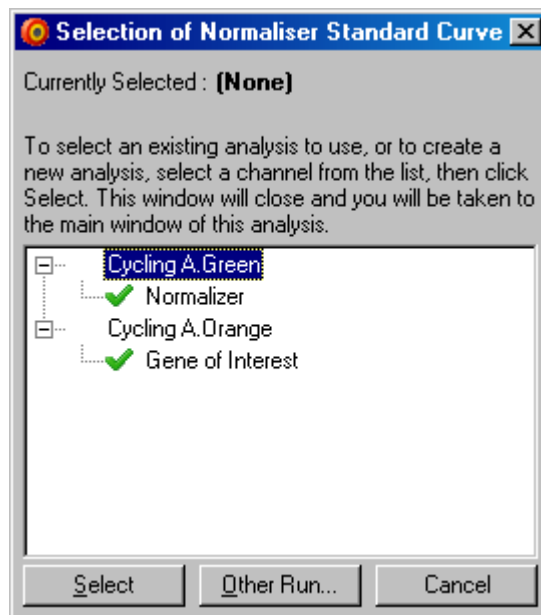 Selection of Normaliser Standard Curve
Currently Selected : (None)
To select an existing analysis to use, or to create a
new analysis, select a channel from the list, then click
Select. This window will close and you will be taken to
the main window of this analysis.
Cycling A.Green
Normalizer
Cycling A.Orange
Gene of Interest
Select Other Run... Cancel